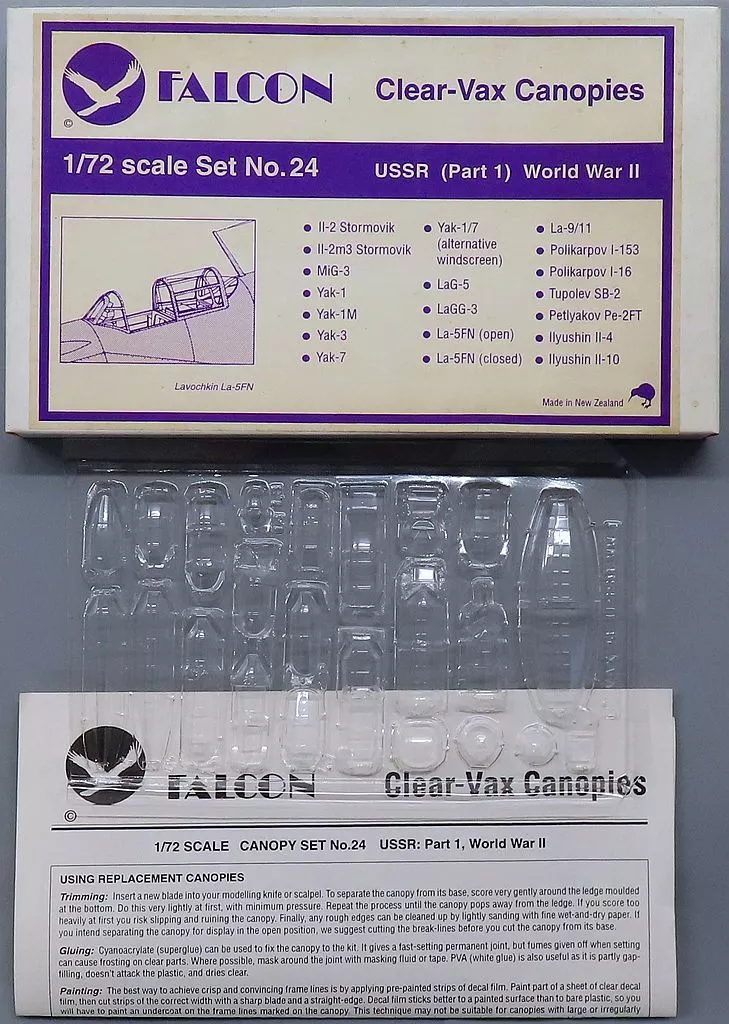 FALCON
Clear-Vax Canopies
©
1/72 scale Set No.24
USSR (Part 1) World War II
Il-2 Stormovik
Il-2m3 Stormovik
MiG-3
Yak-1
Yak-1M
Yak-3
Yak-7
Yak-1/7
(alternative
windscreen)
LaG-5
LaGG-3
La-5FN (open)
La-5FN (closed)
La-9/11
Polikarpov I-153
Polikarpov I-16
Tupolev SB-2
Petlyakov Pe-2FT
Ilyushin Il-4
Ilyushin Il-10
Lavochkin La-5FN
Made in New Zealand
FALCON
Clear-Vax Canopies
©
1/72 SCALE CANOPY SET No.24 USSR: Part 1, World War II
USING REPLACEMENT CANOPIES
Trimming: Insert a new blade into your modelling knife or scalpel. To separate the canopy from its base, score very gently around the ledge moulded
at the bottom. Do this very lightly at first, with minimum pressure. Repeat the process until the canopy pops away from the ledge. If you score too
heavily at first you risk slipping and ruining the canopy. Finally, any rough edges can be cleaned up by lightly sanding with fine wet-and-dry paper. If
you intend separating the canopy for display in the open position, we suggest cutting the break-lines before you cut the canopy from its base.
Gluing: Cyanoacrylate (superglue) can be used to fix the canopy to the kit. It gives a fast-setting permanent joint, but fumes given off when setting
can cause frosting on clear parts. Where possible, mask around the joint with masking fluid or tape. PVA (white glue) is also useful as it is partly gap-
filling, doesn't attack the plastic, and dries clear.
Painting: The best way to achieve crisp and convincing frame lines is by applying pre-painted strips of decal film. Paint part of a sheet of clear decal
film, then cut strips of the correct width with a sharp blade and a straight-edge. Decal film sticks better to a painted surface than to bare plastic, so you
will have to paint an undercoat on the frame lines marked on the canopy. This technique may not be suitable for canopies with large or irregularly